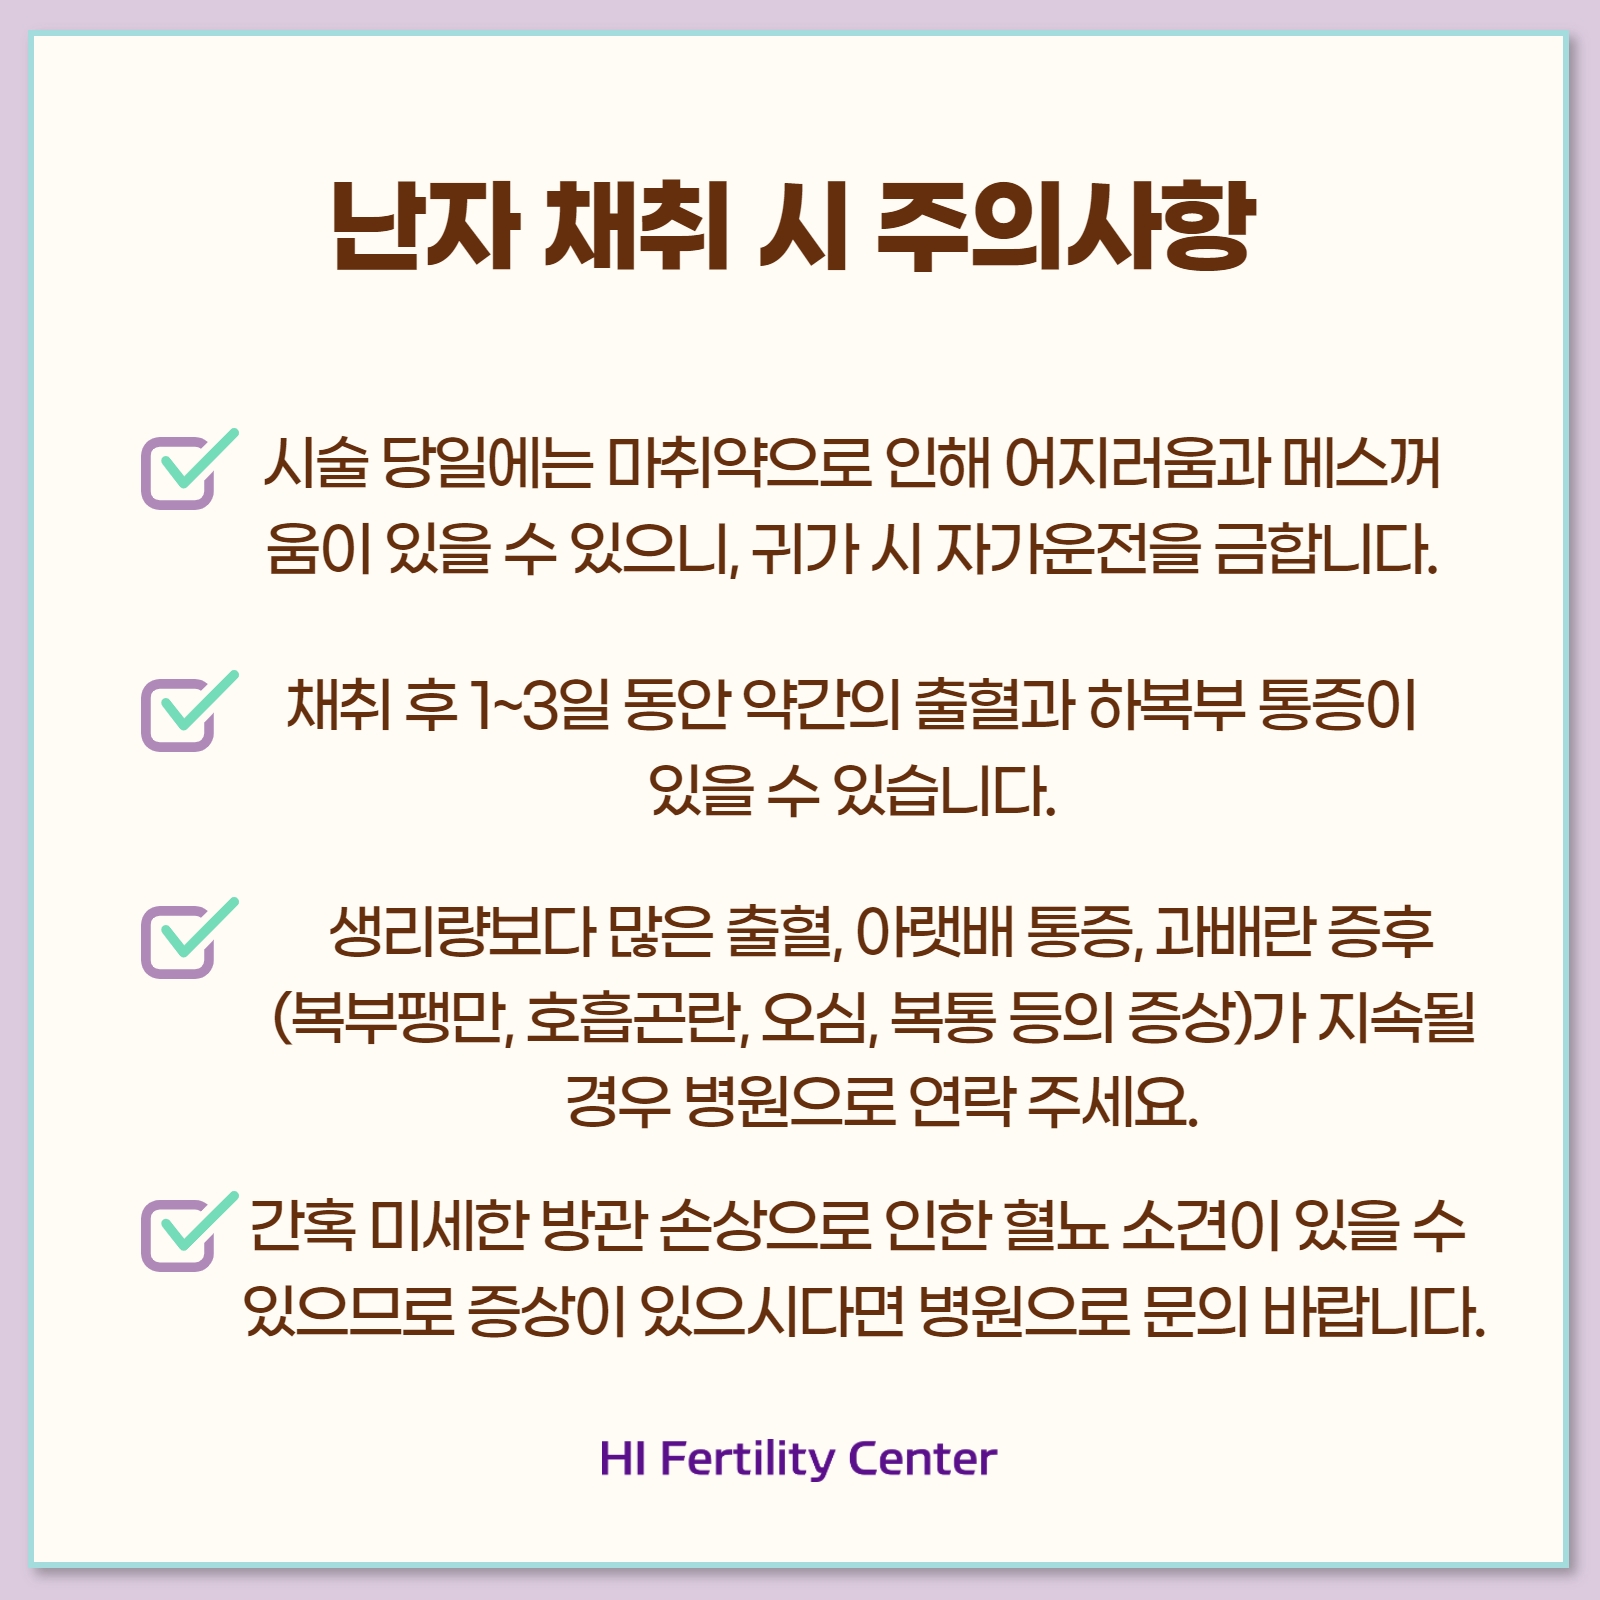 난자 채취 시 주의사항
시술 당일에는 마취약으로 인해 어지러움과 메스꺼
움이 있을 수 있으니, 귀가 시 자가운전을 금합니다.
채취 후 1~3일 동안 약간의 출혈과 하복부 통증이
있을 수 있습니다.
생리량보다 많은 출혈, 아랫배 통증, 과배란 증후
(복부팽만, 호흡곤란, 오심, 복통 등의 증상)가 지속될
경우 병원으로 연락 주세요.
간혹 미세한 방관 손상으로 인한 혈뇨 소견이 있을 수
있으므로 증상이 있으시다면 병원으로 문의 바랍니다.
HI Fertility Center